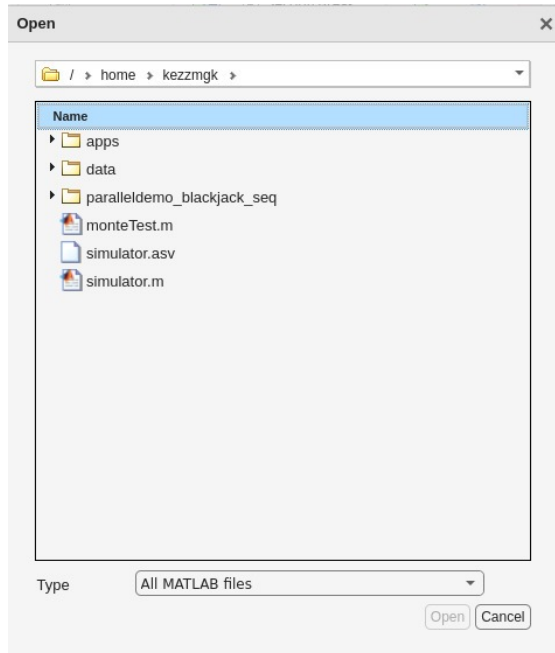 Open
/ home kezzmgk
Name
apps
data
paralleldemo_blackjack_seq
monteTest.m
simulator.asv
simulator.m
Type All MATLAB files
Open Cancel